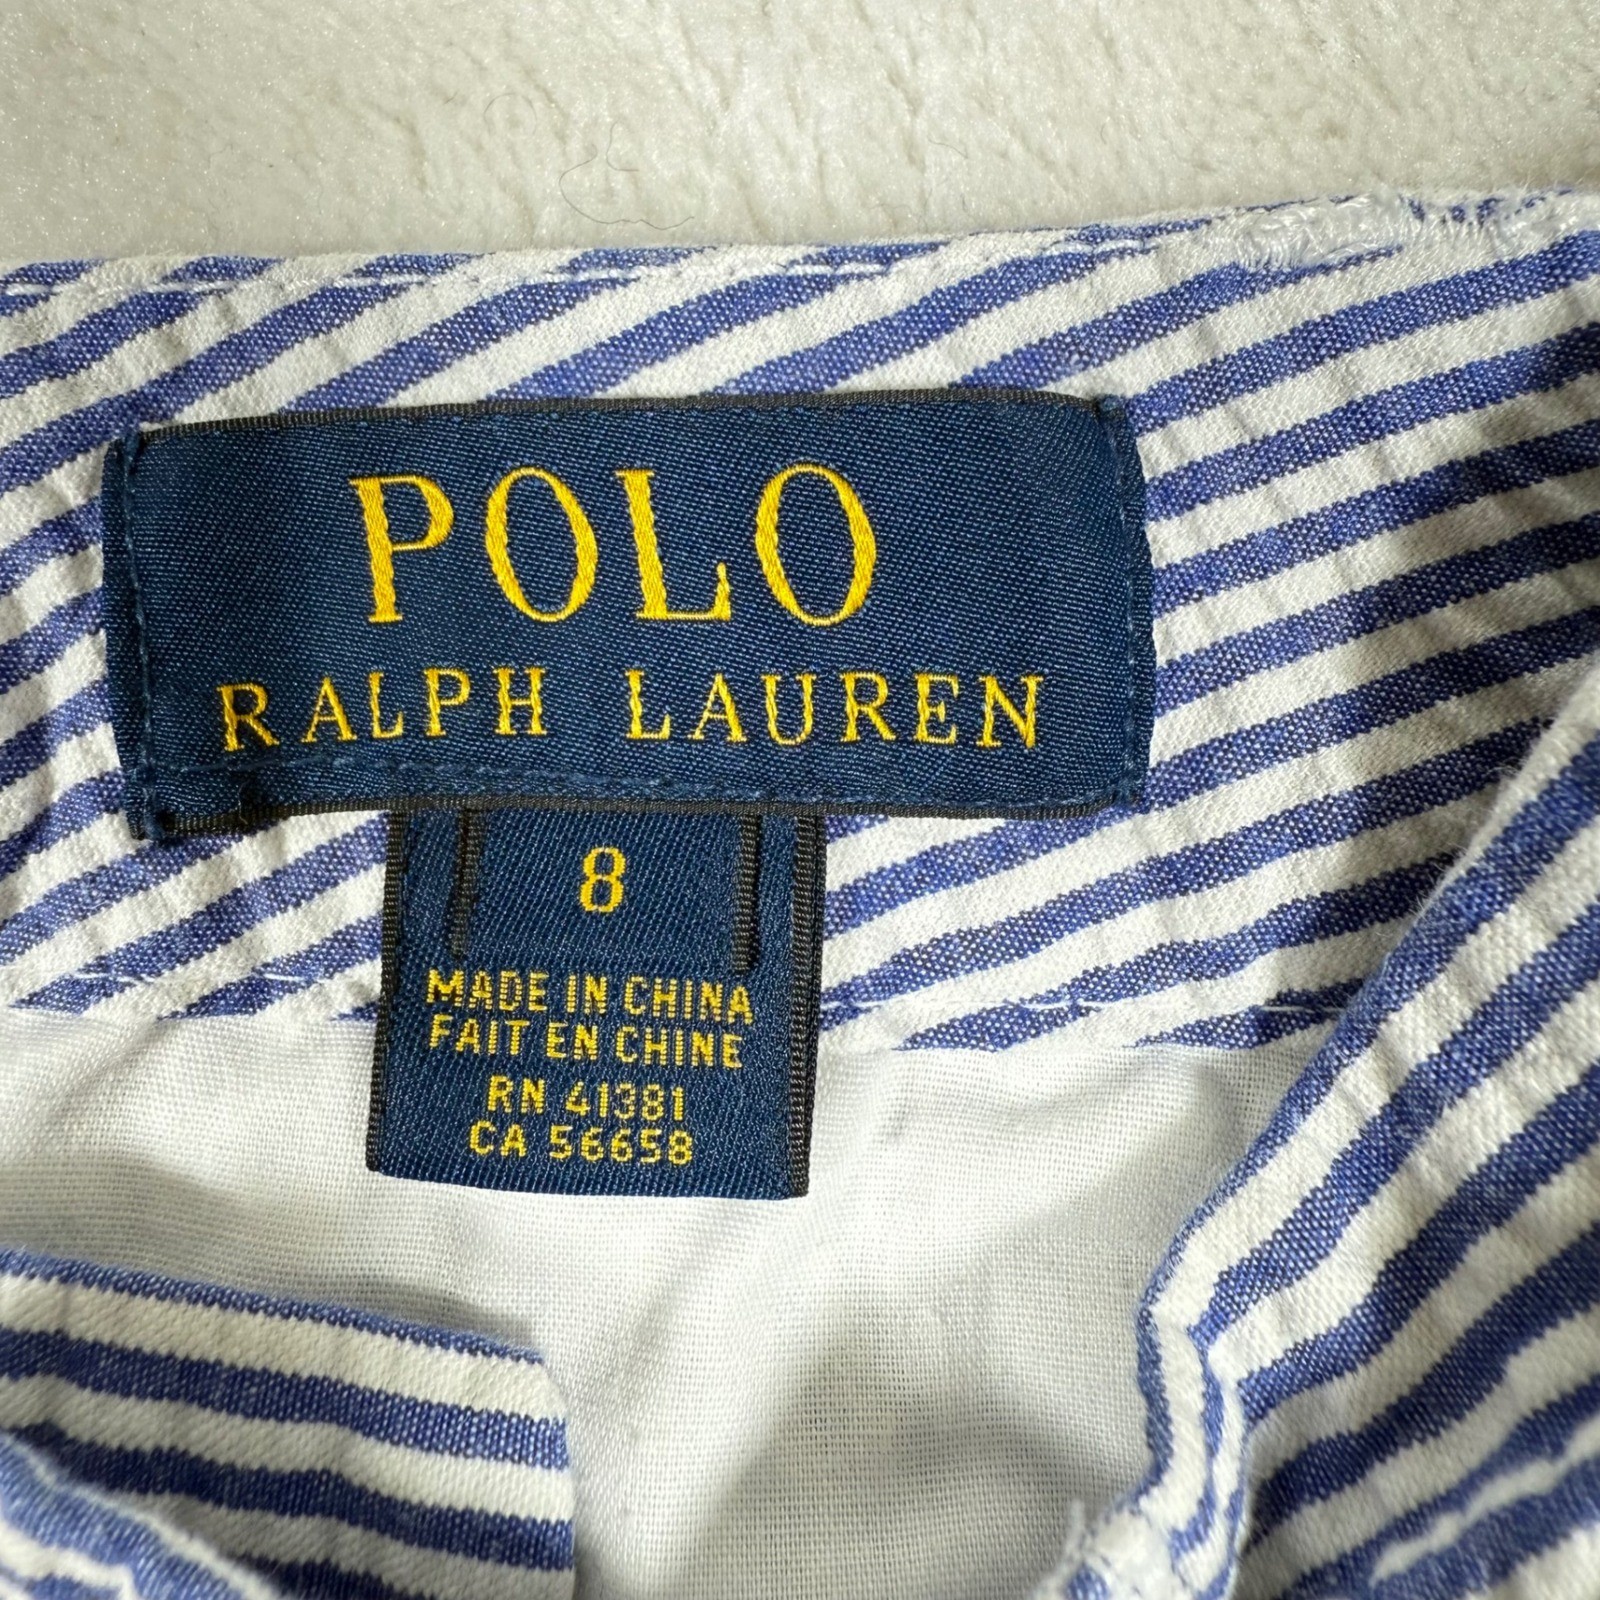 POLO
RALPH LAUREN
8
MADE IN CHINA
FAIT EN CHINE
RN 41381
CA 56658